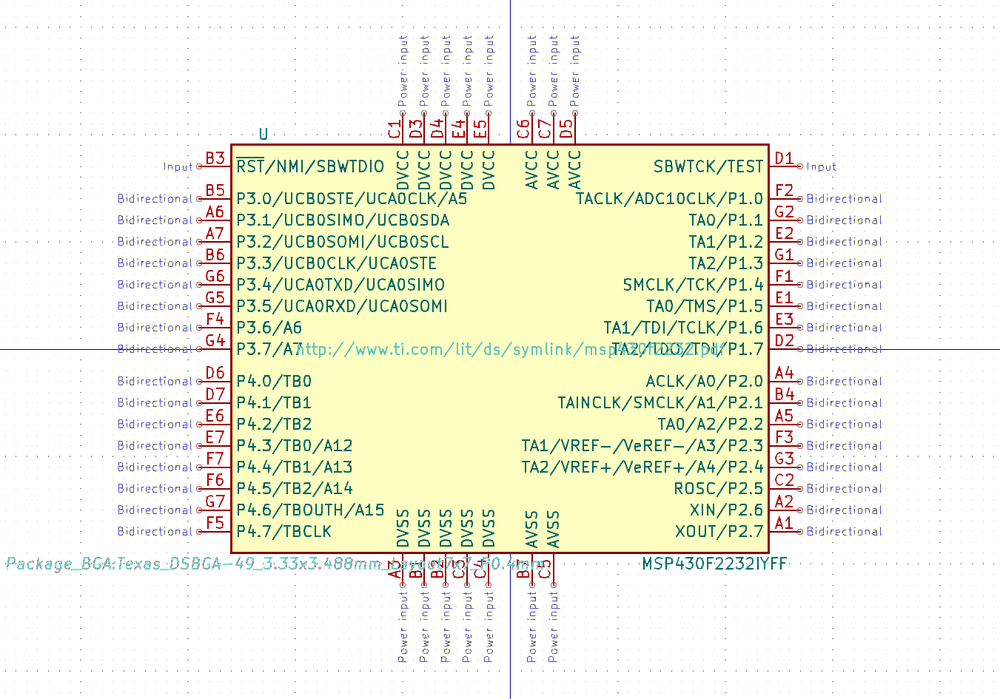 Power input Power input Power input Power input Power input Power input Power input Power input
C1 D3 D4 E4 E5 C6 C7 D5
U
DVCC DVCC DVCC DVCC DVCC AVCC AVCC AVCC
Input B3 RST/NMI/SBWTDIO SBWTCK/TEST D1 Input
Bidirectional B5 P3.0/UCB0STE/UCA0CLK/A5 TACLK/ADC10CLK/P1.0 F2 Bidirectional
Bidirectional A6 P3.1/UCB0SIMO/UCB0SDA TA0/P1.1 G2 Bidirectional
Bidirectional A7 P3.2/UCB0SOMI/UCB0SCL TA1/P1.2 E2 Bidirectional
Bidirectional B6 P3.3/UCB0CLK/UCA0STE TA2/P1.3 G1 Bidirectional
Bidirectional G6 P3.4/UCA0TXD/UCA0SIMO SMCLK/TCK/P1.4 F1 Bidirectional
Bidirectional G5 P3.5/UCA0RXD/UCA0SOMI TA0/TMS/P1.5 E1 Bidirectional
Bidirectional F4 P3.6/A6 TA1/TDI/TCLK/P1.6 E3 Bidirectional
Bidirectional G4 P3.7/A7 http://www.ti.com/lit/ds/symlink/msp430f2232.pdf TA2/TDO/TDI/P1.7 D2 Bidirectional
Bidirectional D6 P4.0/TB0 ACLK/A0/P2.0 A4 Bidirectional
Bidirectional D7 P4.1/TB1 TAINCLK/SMCLK/A1/P2.1 B4 Bidirectional
Bidirectional E6 P4.2/TB2 TA0/A2/P2.2 A5 Bidirectional
Bidirectional E7 P4.3/TB0/A12 TA1/VREF-/VeREF-/A3/P2.3 F3 Bidirectional
Bidirectional F7 P4.4/TB1/A13 TA2/VREF+/VeREF+/A4/P2.4 G3 Bidirectional
Bidirectional F6 P4.5/TB2/A14 ROSC/P2.5 C2 Bidirectional
Bidirectional G7 P4.6/TBOUTH/A15 XIN/P2.6 A2 Bidirectional
Bidirectional F5 P4.7/TBCLK XOUT/P2.7 A1 Bidirectional
DVSS DVSS DVSS DVSS DVSS AVSS AVSS
Package_BGA:Texas_DSBGA-49_3.33x3.488mm_Layout7x7_P0.4mm MSP430F2232IYFF
A3 B1 B2 C3 C4 B7 C5
Power input Power input Power input Power input Power input Power input Power input